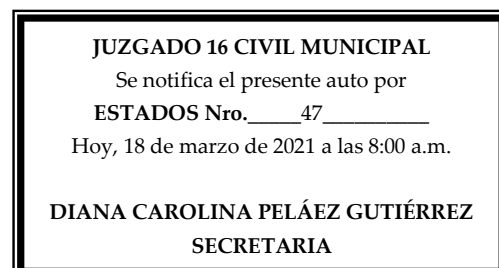 JUZGADO 16 CIVIL MUNICIPAL
Se notifica el presente auto por
ESTADOS Nro._____47__________
Hoy, 18 de marzo de 2021 a las 8:00 a.m.
DIANA CAROLINA PELÁEZ GUTIÉRREZ
SECRETARIA